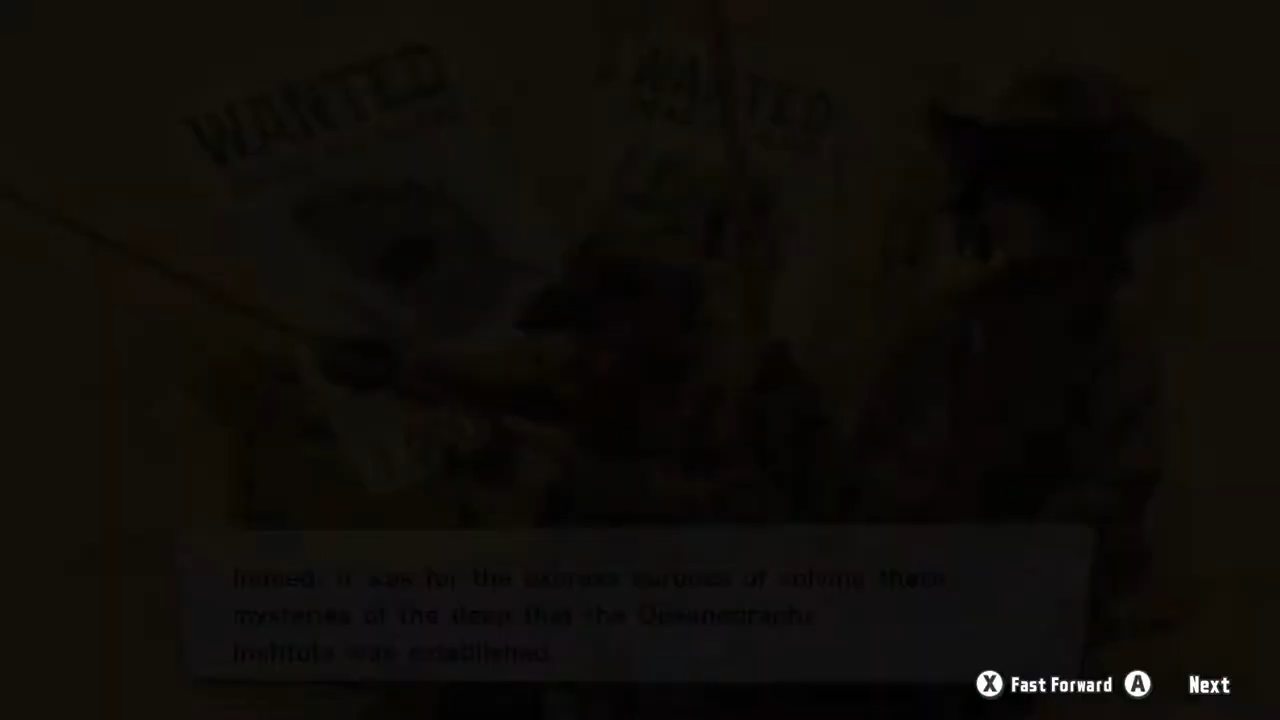 WANTED
WANTED
Indeed, it was for the express purpose of solving these
mysteries of the deep that the Oceanography
Institute was established.
X Fast Forward A Next